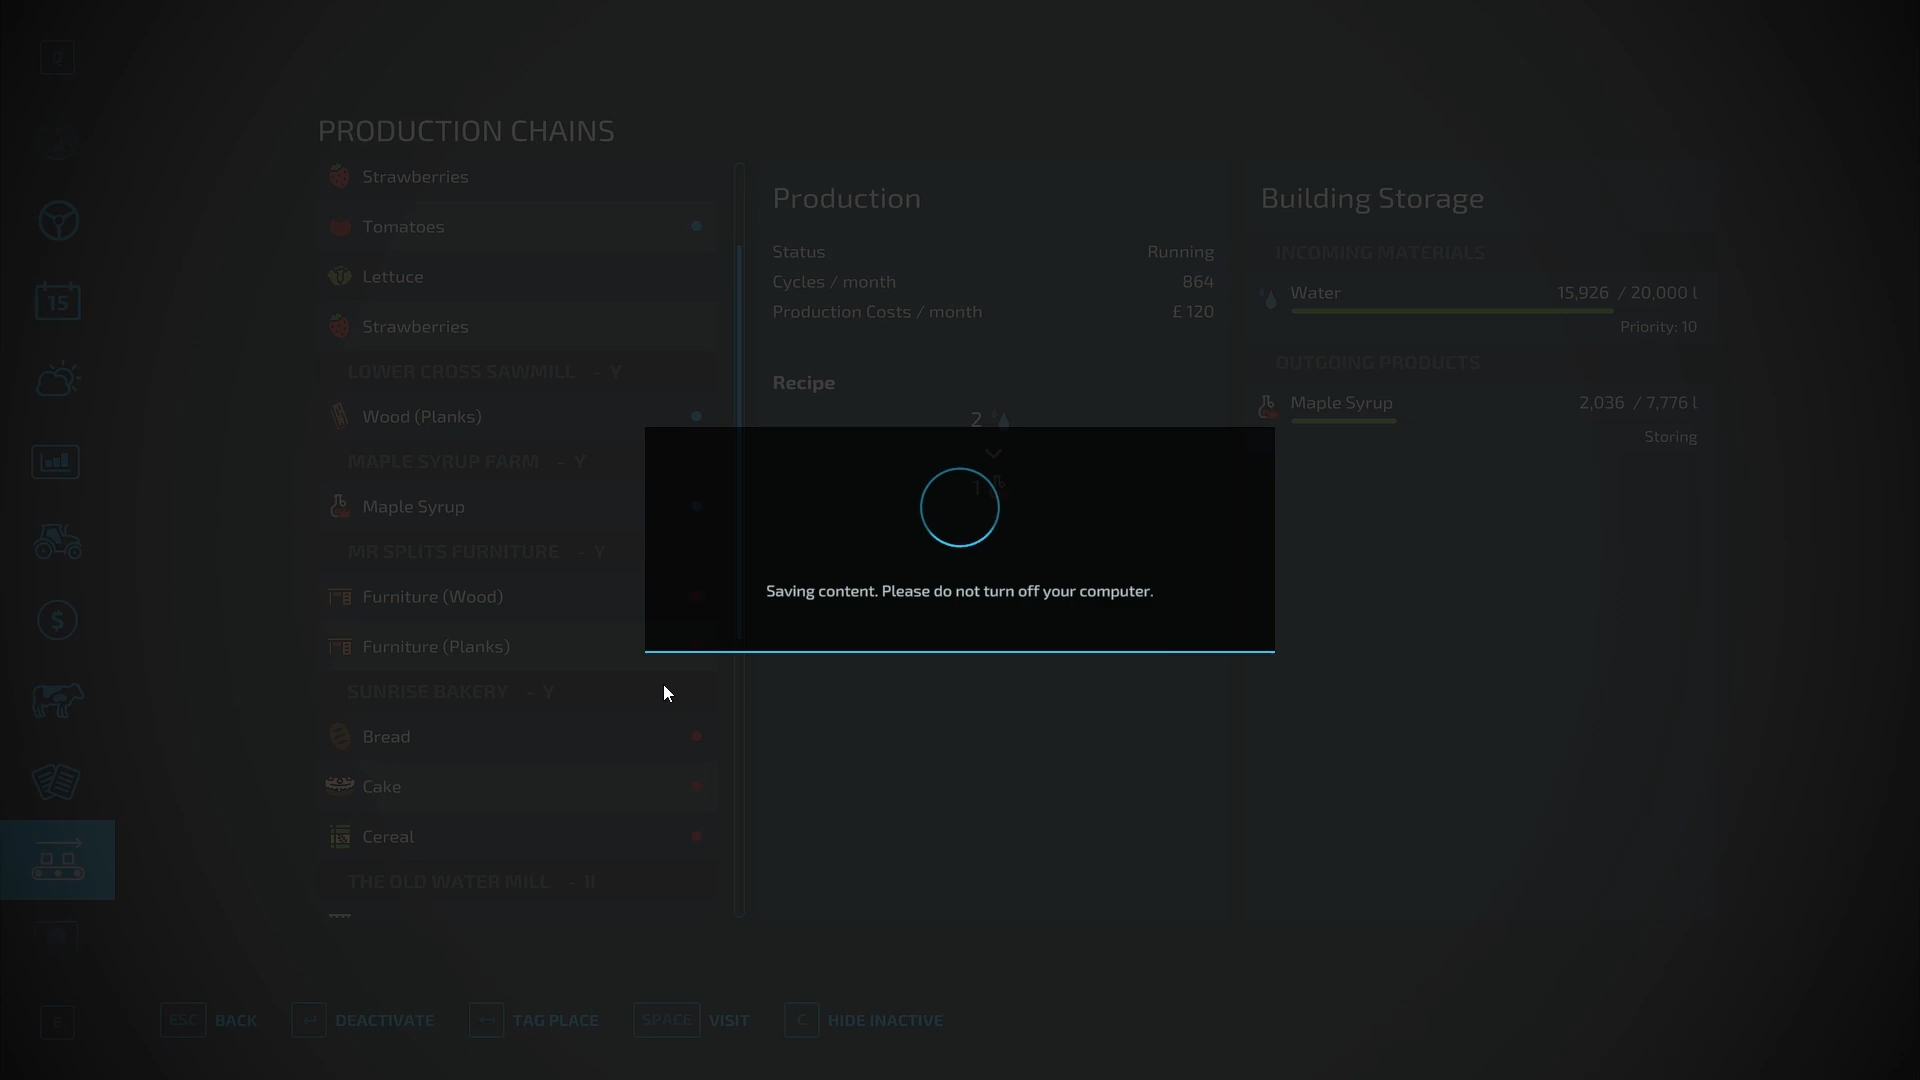 Q
PRODUCTION CHAINS
Strawberries
Tomatoes
Lettuce
Strawberries
LOWER CROSS SAWMILL - Y
Wood (Planks)
MAPLE SYRUP FARM - Y
Maple Syrup
MR SPLITS FURNITURE - Y
Furniture (Wood)
Furniture (Planks)
SUNRISE BAKERY - Y
Bread
Cake
Cereal
THE OLD WATER MILL - II
Production
Status Running
Cycles / month 864
Production Costs / month £ 120
Recipe
2
1
Building Storage
INCOMING MATERIALS
Water 15,926 / 20,000 l
Priority: 10
OUTGOING PRODUCTS
Maple Syrup 2,036 / 7,776 l
Storing
Saving content. Please do not turn off your computer.
15
$
E
ESC BACK
DEACTIVATE
TAG PLACE
SPACE VISIT
C HIDE INACTIVE